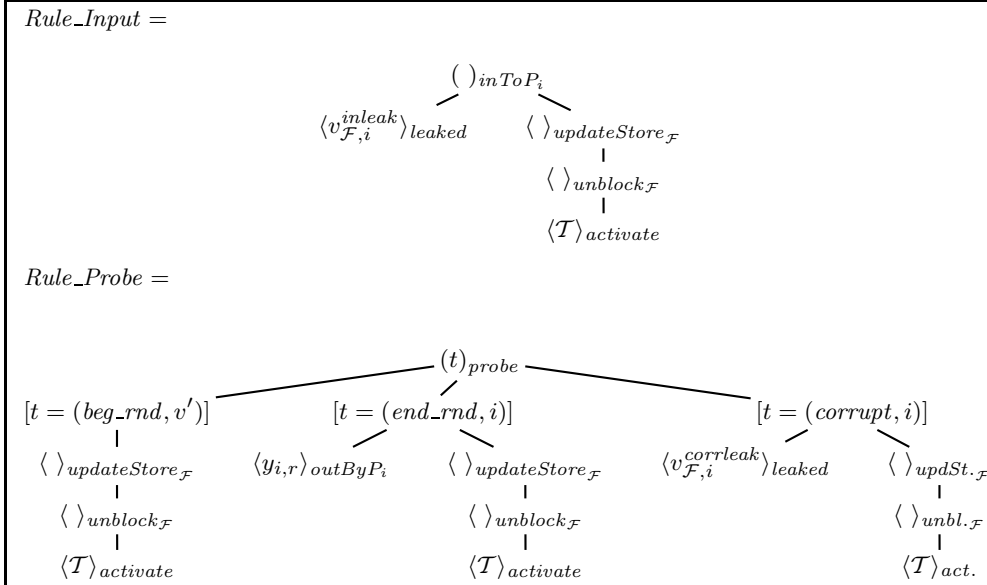 Rule_Input =
( )_{inToP_i}
⟨v^{inleak}_{ℱ,i}⟩_{leaked} ⟨ ⟩_{updateStore_ℱ}
⟨ ⟩_{unblock_ℱ}
⟨𝒯⟩_{activate}
Rule_Probe =
(t)_{probe}
[t = (beg_rnd, v′)] [t = (end_rnd, i)] [t = (corrupt, i)]
⟨ ⟩_{updateStore_ℱ} ⟨y_{i,r}⟩_{outByP_i} ⟨ ⟩_{updateStore_ℱ} ⟨v^{corrleak}_{ℱ,i}⟩_{leaked} ⟨ ⟩_{updSt._ℱ}
⟨ ⟩_{unblock_ℱ} ⟨ ⟩_{unblock_ℱ} ⟨ ⟩_{unbl._ℱ}
⟨𝒯⟩_{activate} ⟨𝒯⟩_{activate} ⟨𝒯⟩_{act.}